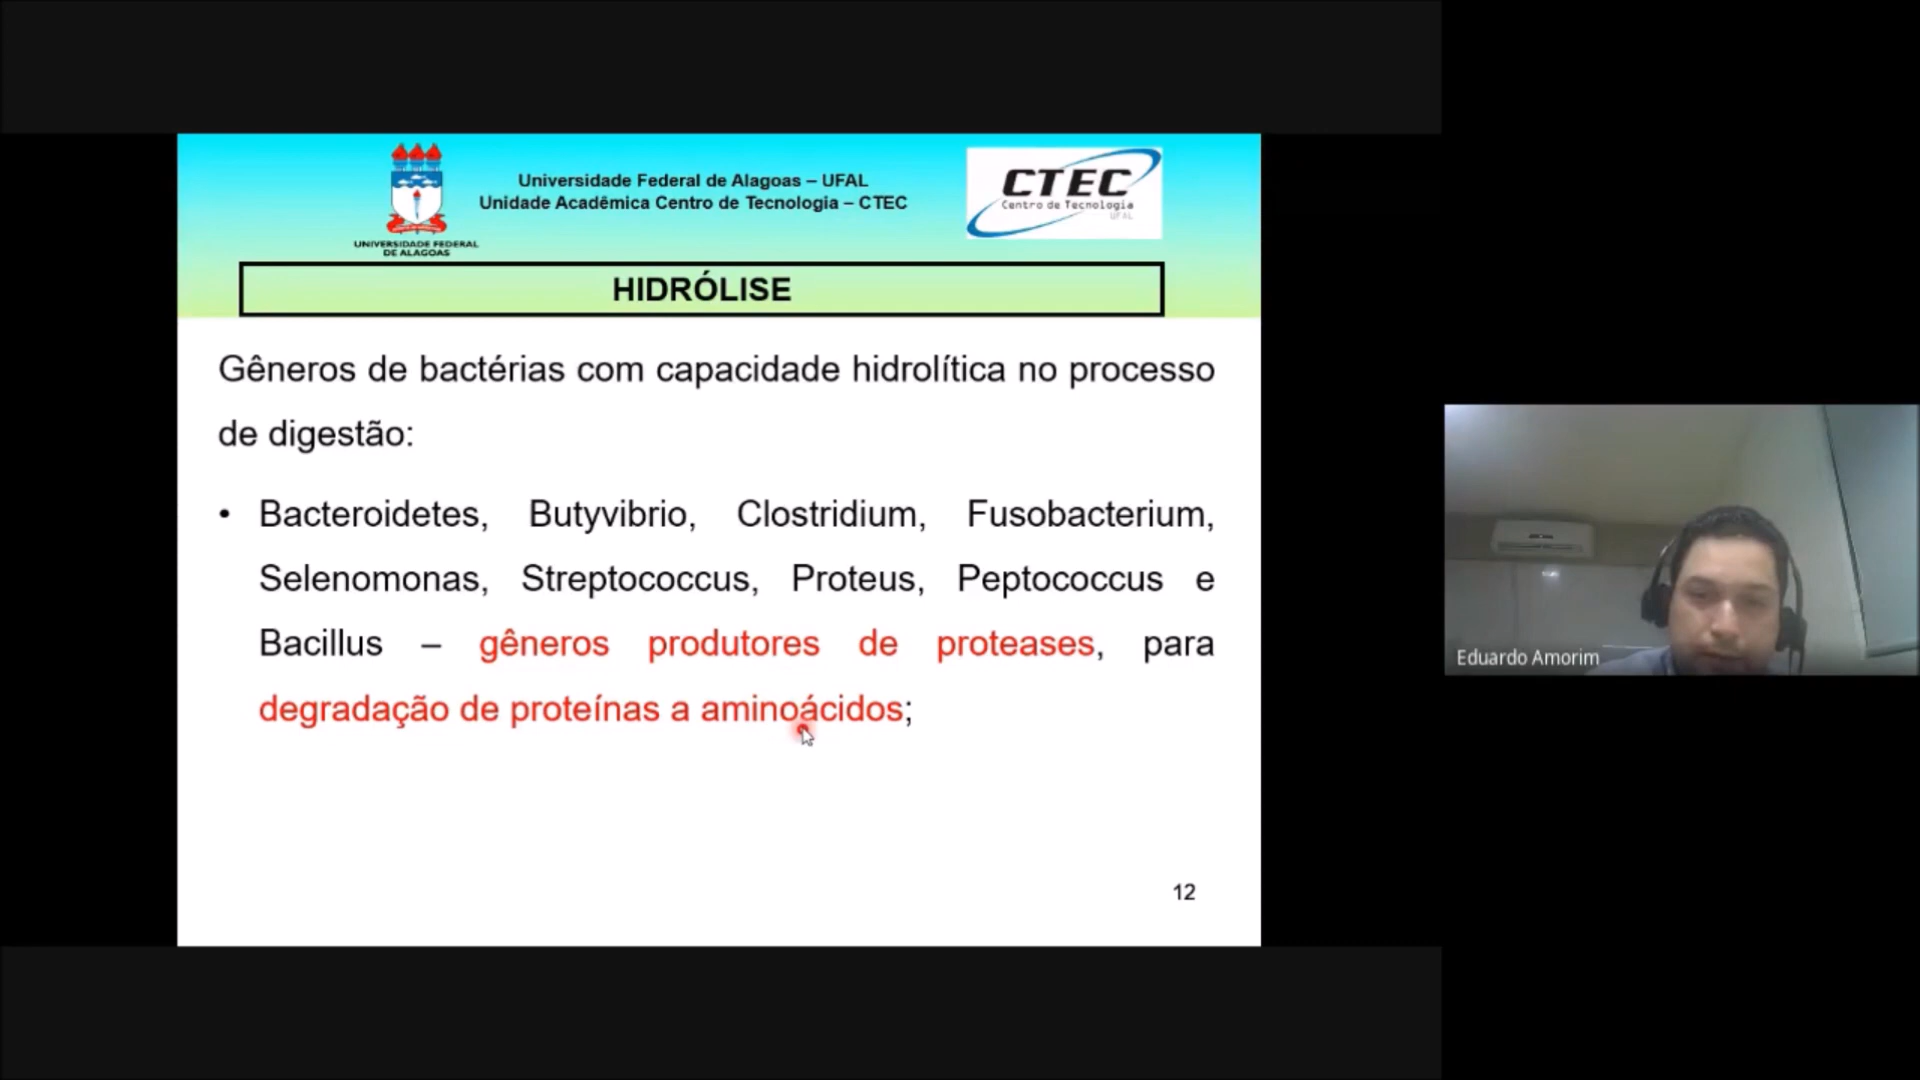 Universidade Federal de Alagoas – UFAL
Unidade Acadêmica Centro de Tecnologia – CTEC
UNIVERSIDADE FEDERAL
DE ALAGOAS
CTEC
Centro de Tecnologia
UFAL
HIDRÓLISE
Gêneros de bactérias com capacidade hidrolítica no processo
de digestão:
• Bacteroidetes, Butyvibrio, Clostridium, Fusobacterium,
Selenomonas, Streptococcus, Proteus, Peptococcus e
Bacillus – gêneros produtores de proteases, para
degradação de proteínas a aminoácidos;
12
Eduardo Amorim